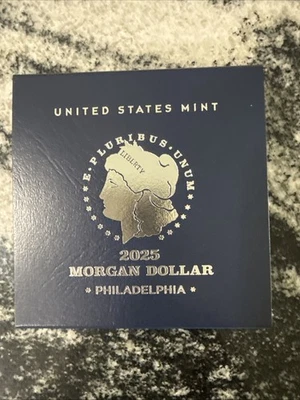 UNITED STATES MINT
E·PLURIBUS·UNUM
LIBERTY
2025
MORGAN DOLLAR
*PHILADELPHIA*